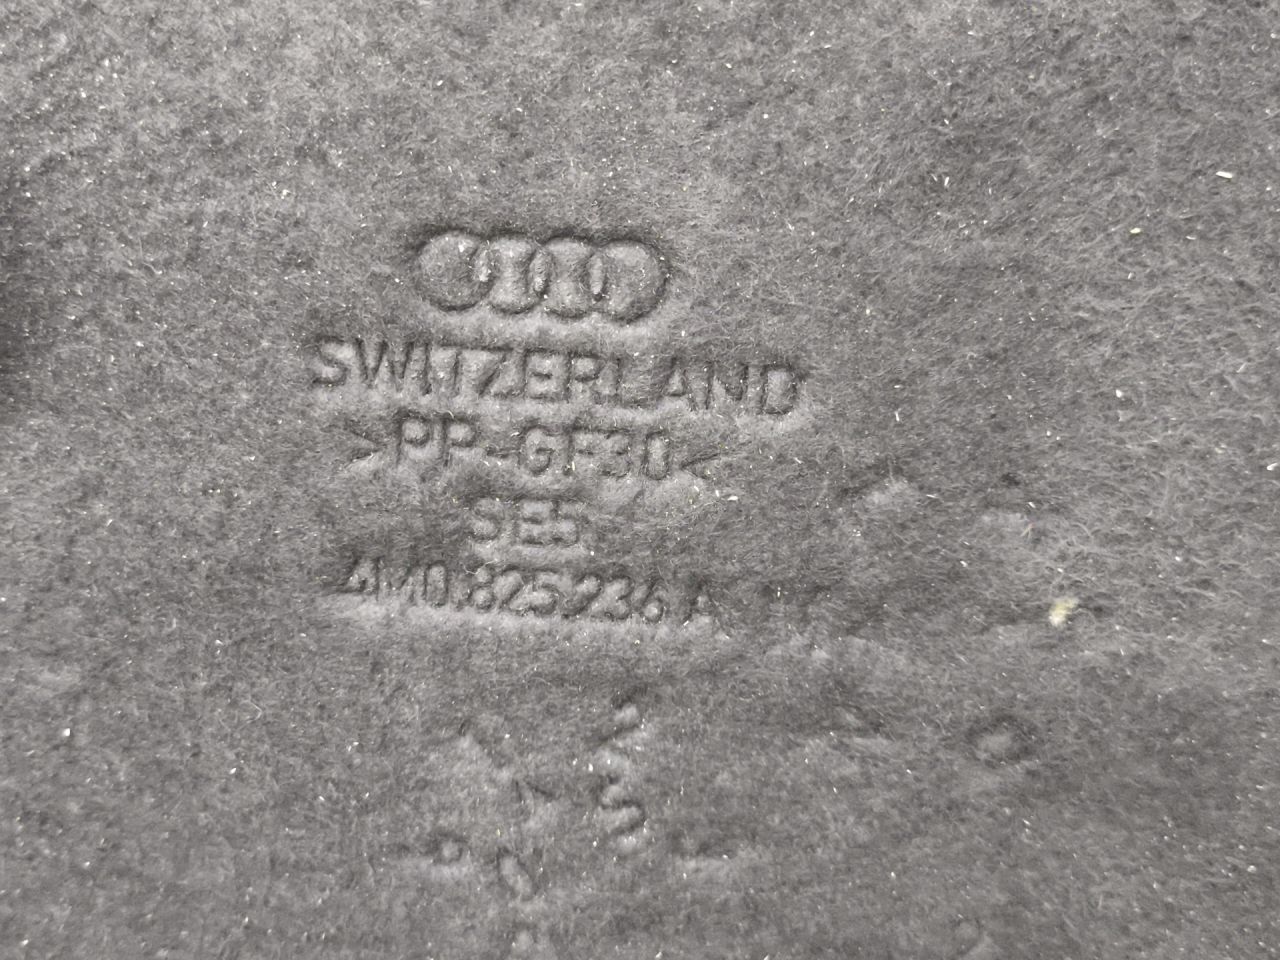 SWITZERLAND
>PP-GF30<
SE5
4M0.825.236 A